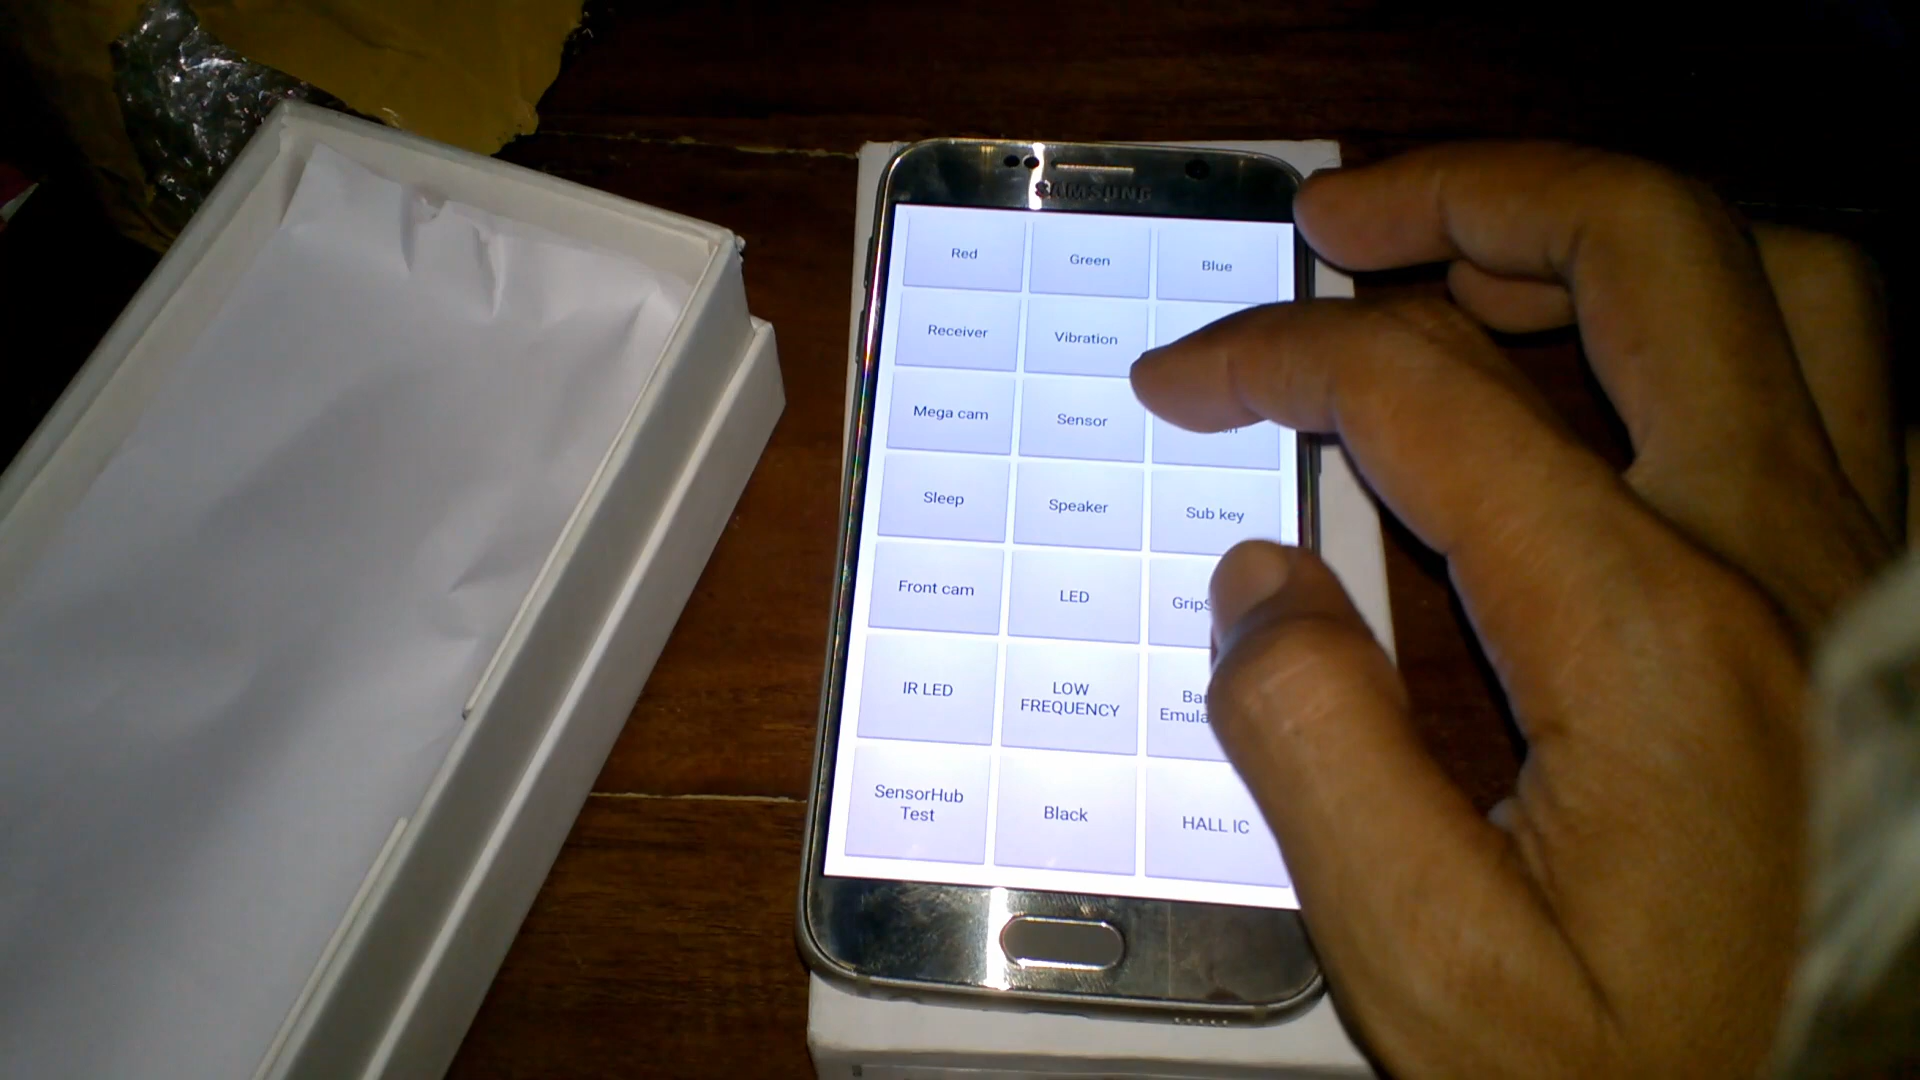 SAMSUNG
Red Green Blue
Receiver Vibration
Mega cam Sensor
Sleep Speaker Sub key
Front cam LED
IR LED LOW FREQUENCY
SensorHub Test Black HALL IC